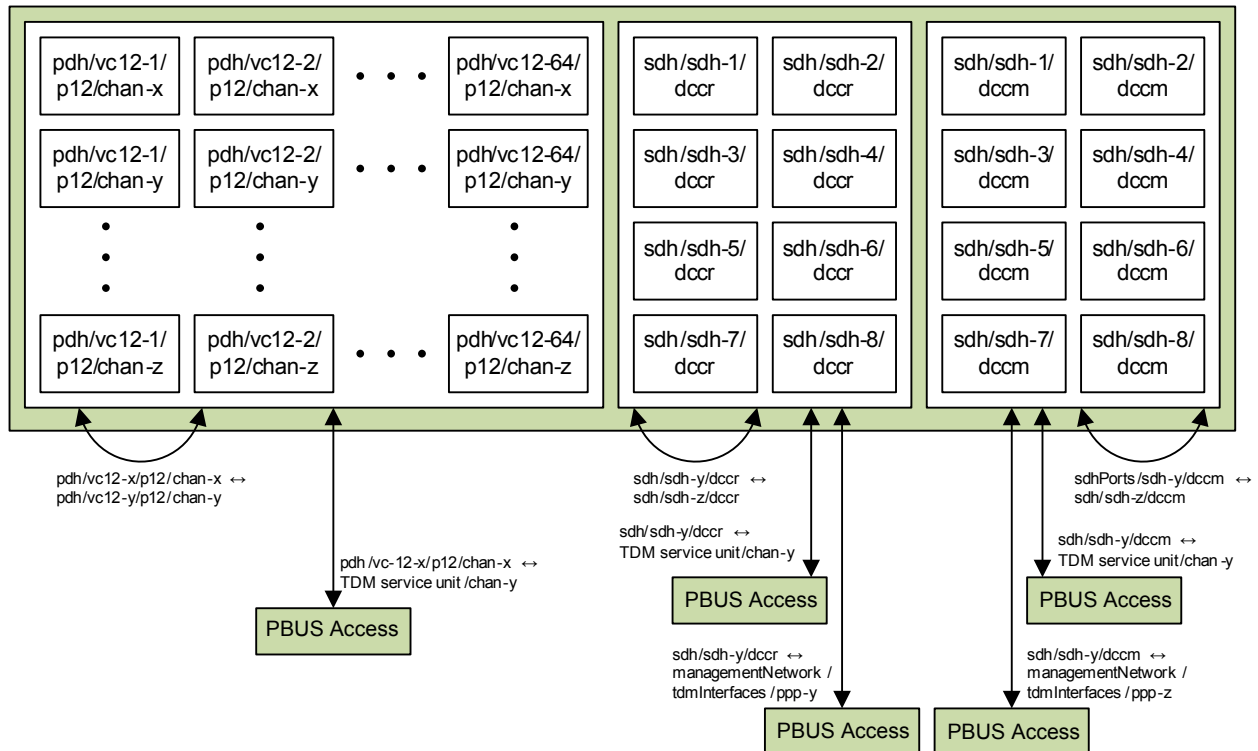 pdh/vc12-1/
p12/chan-x
pdh/vc12-2/
p12/chan-x
• • •
pdh/vc12-64/
p12/chan-x
pdh/vc12-1/
p12/chan-y
pdh/vc12-2/
p12/chan-y
• • •
pdh/vc12-64/
p12/chan-y
pdh/vc12-1/
p12/chan-z
pdh/vc12-2/
p12/chan-z
• • •
pdh/vc12-64/
p12/chan-z
sdh/sdh-1/
dccr
sdh/sdh-2/
dccr
sdh/sdh-3/
dccr
sdh/sdh-4/
dccr
sdh/sdh-5/
dccr
sdh/sdh-6/
dccr
sdh/sdh-7/
dccr
sdh/sdh-8/
dccr
sdh/sdh-1/
dccm
sdh/sdh-2/
dccm
sdh/sdh-3/
dccm
sdh/sdh-4/
dccm
sdh/sdh-5/
dccm
sdh/sdh-6/
dccm
sdh/sdh-7/
dccm
sdh/sdh-8/
dccm
pdh/vc12-x/p12/chan-x ↔
pdh/vc12-y/p12/chan-y
pdh/vc-12-x/p12/chan-x ↔
TDM service unit/chan-y
PBUS Access
sdh/sdh-y/dccr ↔
sdh/sdh-z/dccr
sdh/sdh-y/dccr ↔
TDM service unit/chan-y
PBUS Access
sdh/sdh-y/dccr ↔
managementNetwork/
tdmInterfaces/ppp-y
PBUS Access
sdhPorts/sdh-y/dccm ↔
sdh/sdh-z/dccm
sdh/sdh-y/dccm ↔
TDM service unit/chan-y
PBUS Access
sdh/sdh-y/dccm ↔
managementNetwork/
tdmInterfaces/ppp-z
PBUS Access